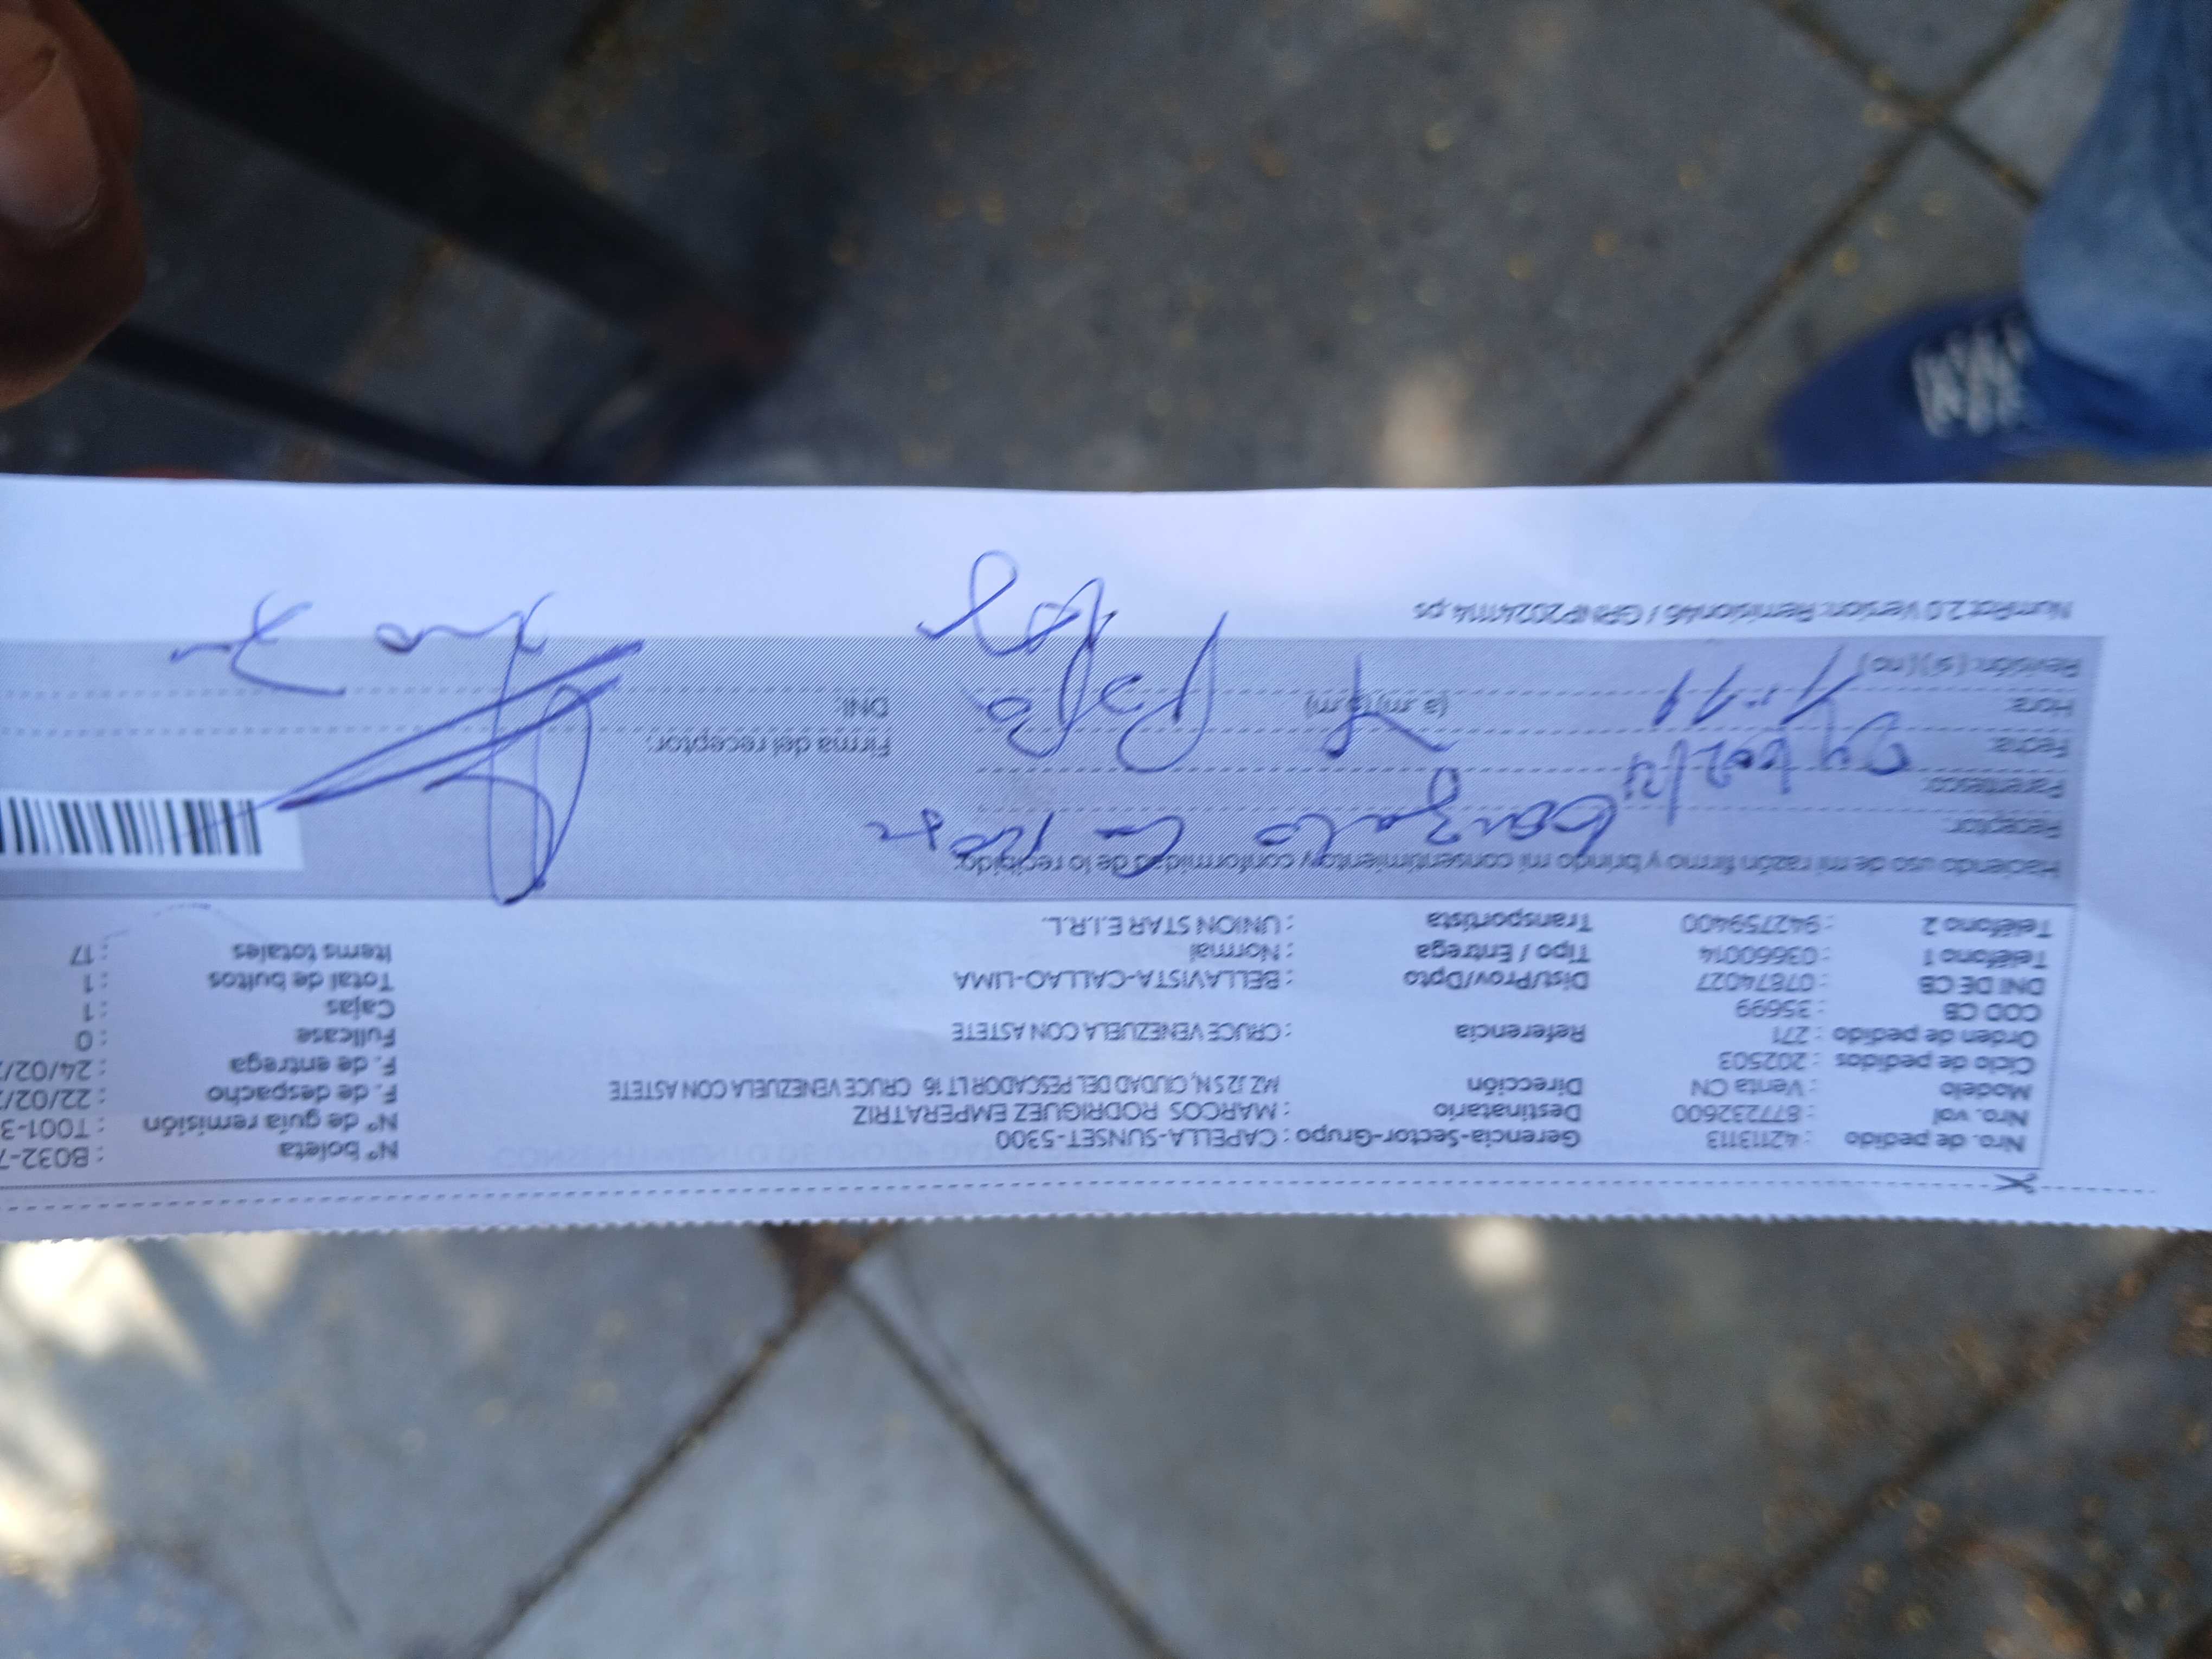 Nro. de pedido : 42113113 Gerencia-Sector-Grupo : CAPELLA-SUNSET-5300 N° boleta : B032-7
Nro. vol : 877232600 Destinatario : MARCOS RODRIGUEZ EMPERATRIZ N° de guía remisión : T001-3
Modelo : Venta CN Dirección MZ J2 S N, CIUDAD DEL PESCADOR LT 16 CRUCE VENEZUELA CON ASTETE F. de despacho : 22/02/2
Ciclo de pedidos : 202503 F. de entrega : 24/02/2
Orden de pedido : 271 Referencia : CRUCE VENEZUELA CON ASTETE Fullcase : 0
COD CB : 35699 Cajas : 1
DNI DE CB : 07874027 Dist/Prov/Dpto : BELLAVISTA-CALLAO-LIMA Total de bultos : 1
Teléfono 1 : 03660014 Tipo / Entrega : Normal Items totales : 17
Teléfono 2 : 942759400 Transportista : UNION STAR E.I.R.L.
Haciendo uso de mi razón firmo y brindo mi consentimiento y conformidad de lo recibido:
Receptor: Gonzalo
Parentesco:
Fecha: Firma del receptor:
Hora: (a.m) (p.m) DNI:
Revisión: (si) (no)
NumRot 2.0 Version: Remision46 / GRNP20241114.ps